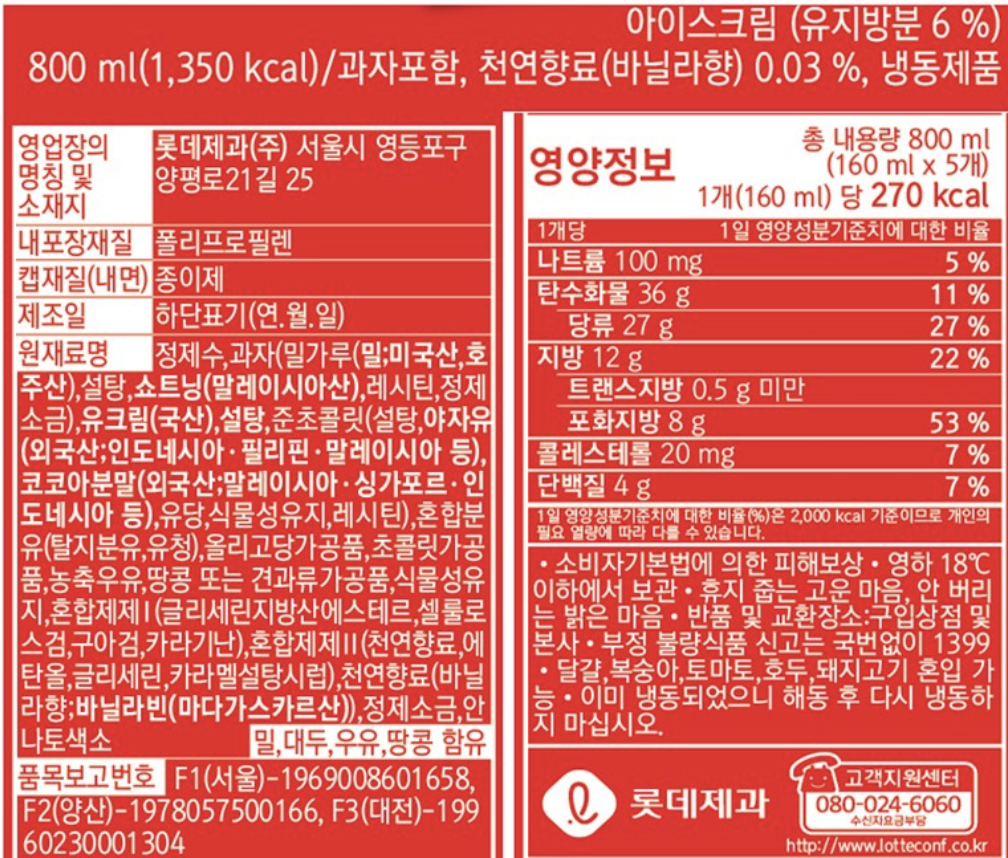 아이스크림 (유지방분 6 %)
800 ml(1,350 kcal)/과자포함, 천연향료(바닐라향) 0.03 %, 냉동제품
영업장의 명칭 및 소재지 롯데제과(주) 서울시 영등포구
양평로21길 25
내포장재질 폴리프로필렌
캡재질(내면) 종이제
제조일 하단표기(연.월.일)
원재료명 정제수,과자(밀가루(밀;미국산,호
주산),설탕,쇼트닝(말레이시아산),레시틴,정제
소금),유크림(국산),설탕,준초콜릿(설탕,야자유
(외국산;인도네시아·필리핀·말레이시아 등),
코코아분말(외국산;말레이시아·싱가포르·인
도네시아 등),유당,식물성유지,레시틴),혼합분
유(탈지분유,유청),올리고당가공품,초콜릿가공
품,농축우유,땅콩 또는 견과류가공품,식물성유
지,혼합제제I(글리세린지방산에스테르,셀룰로
스검,구아검,카라기난),혼합제제II(천연향료,에
탄올,글리세린,카라멜설탕시럽),천연향료(바닐
라향;바닐라빈(마다가스카르산)),정제소금,안
나토색소 밀,대두,우유,땅콩 함유
품목보고번호 F1(서울)-1969008601658,
F2(양산)-1978057500166, F3(대전)-199
60230001304
영양정보
총 내용량 800 ml
(160 ml x 5개)
1개(160 ml) 당 270 kcal
1개당 1일 영양성분기준치에 대한 비율
나트륨 100 mg 5 %
탄수화물 36 g 11 %
당류 27 g 27 %
지방 12 g 22 %
트랜스지방 0.5 g 미만
포화지방 8 g 53 %
콜레스테롤 20 mg 7 %
단백질 4 g 7 %
1일 영양성분기준치에 대한 비율(%)은 2,000 kcal 기준이므로 개인의
필요 열량에 따라 다를 수 있습니다.
• 소비자기본법에 의한 피해보상 • 영하 18℃
이하에서 보관 • 휴지 줍는 고운 마음, 안 버리
는 밝은 마음 • 반품 및 교환장소:구입상점 및
본사 • 부정 불량식품 신고는 국번없이 1399
• 달걀,복숭아,토마토,호두,돼지고기 혼입 가
능 • 이미 냉동되었으니 해동 후 다시 냉동하
지 마십시오.
롯데제과
고객지원센터
080-024-6060
수신자요금부담
http://www.lotteconf.co.kr